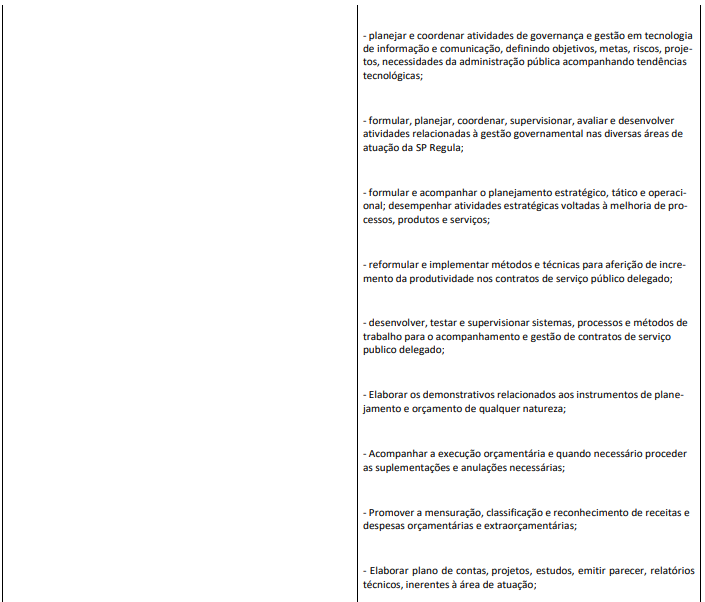 - planejar e coordenar atividades de governança e gestão em tecnologia
de informação e comunicação, definindo objetivos, metas, riscos, proje-
tos, necessidades da administração pública acompanhando tendências
tecnológicas;
- formular, planejar, coordenar, supervisionar, avaliar e desenvolver
atividades relacionadas à gestão governamental nas diversas áreas de
atuação da SP Regula;
- formular e acompanhar o planejamento estratégico, tático e operaci-
onal; desempenhar atividades estratégicas voltadas à melhoria de pro-
cessos, produtos e serviços;
- reformular e implementar métodos e técnicas para aferição de incre-
mento da produtividade nos contratos de serviço público delegado;
- desenvolver, testar e supervisionar sistemas, processos e métodos de
trabalho para o acompanhamento e gestão de contratos de serviço
publico delegado;
- Elaborar os demonstrativos relacionados aos instrumentos de plane-
jamento e orçamento de qualquer natureza;
- Acompanhar a execução orçamentária e quando necessário proceder
as suplementações e anulações necessárias;
- Promover a mensuração, classificação e reconhecimento de receitas e
despesas orçamentárias e extraorçamentárias;
- Elaborar plano de contas, projetos, estudos, emitir parecer, relatórios
técnicos, inerentes à área de atuação;